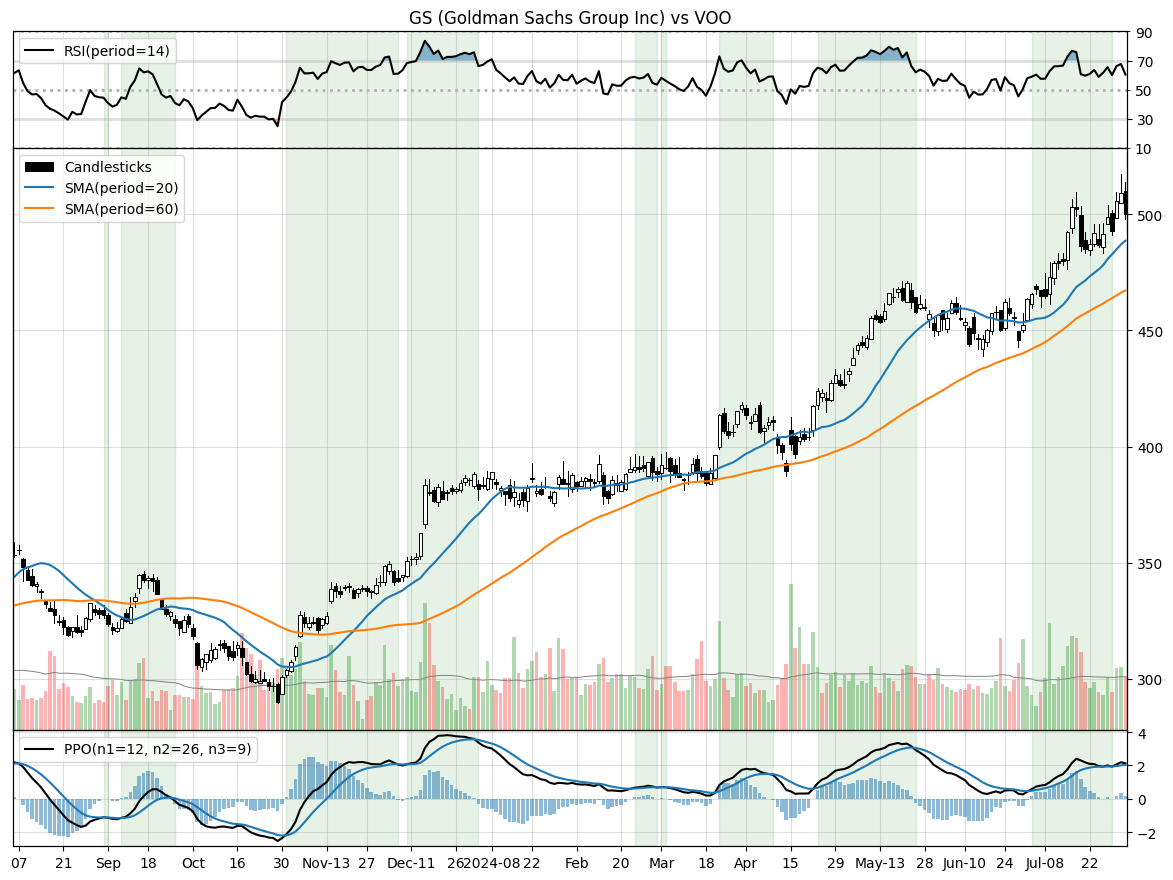 GS (Goldman Sachs Group Inc) vs VOO
RSI(period=14)
90
70
50
30
10
Candlesticks
SMA(period=20)
SMA(period=60)
500
450
400
350
300
PPO(n1=12, n2=26, n3=9)
4
2
0
−2
07 21 Sep 18 Oct 16 30 Nov-13 27 Dec-11 26 2024-08 22 Feb 20 Mar 18 Apr 15 29 May-13 28 Jun-10 24 Jul-08 22